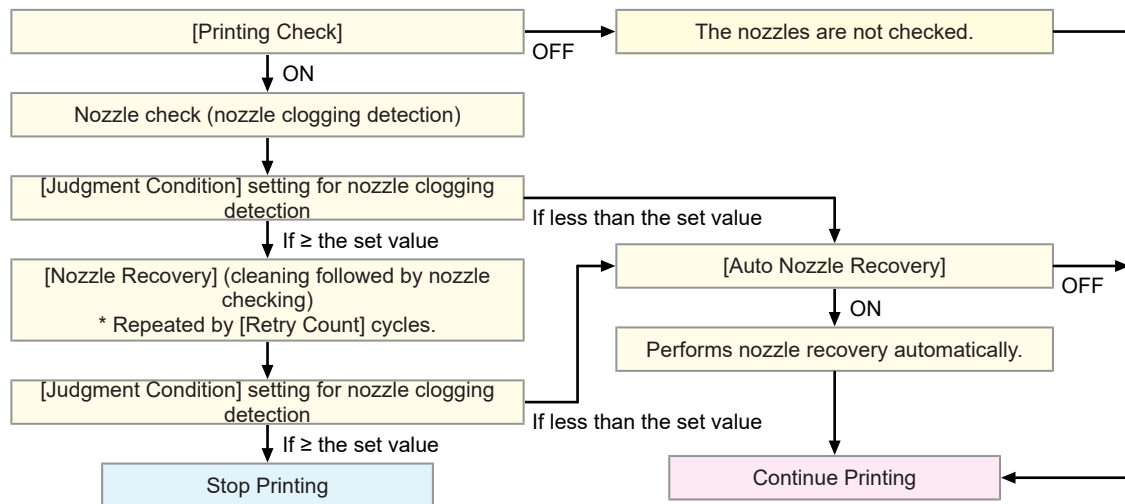 [Printing Check]
OFF
The nozzles are not checked.
ON
Nozzle check (nozzle clogging detection)
[Judgment Condition] setting for nozzle clogging
detection
If less than the set value
If ≥ the set value
[Nozzle Recovery] (cleaning followed by nozzle
checking)
* Repeated by [Retry Count] cycles.
[Auto Nozzle Recovery]
OFF
ON
Performs nozzle recovery automatically.
[Judgment Condition] setting for nozzle clogging
detection
If less than the set value
If ≥ the set value
Stop Printing
Continue Printing